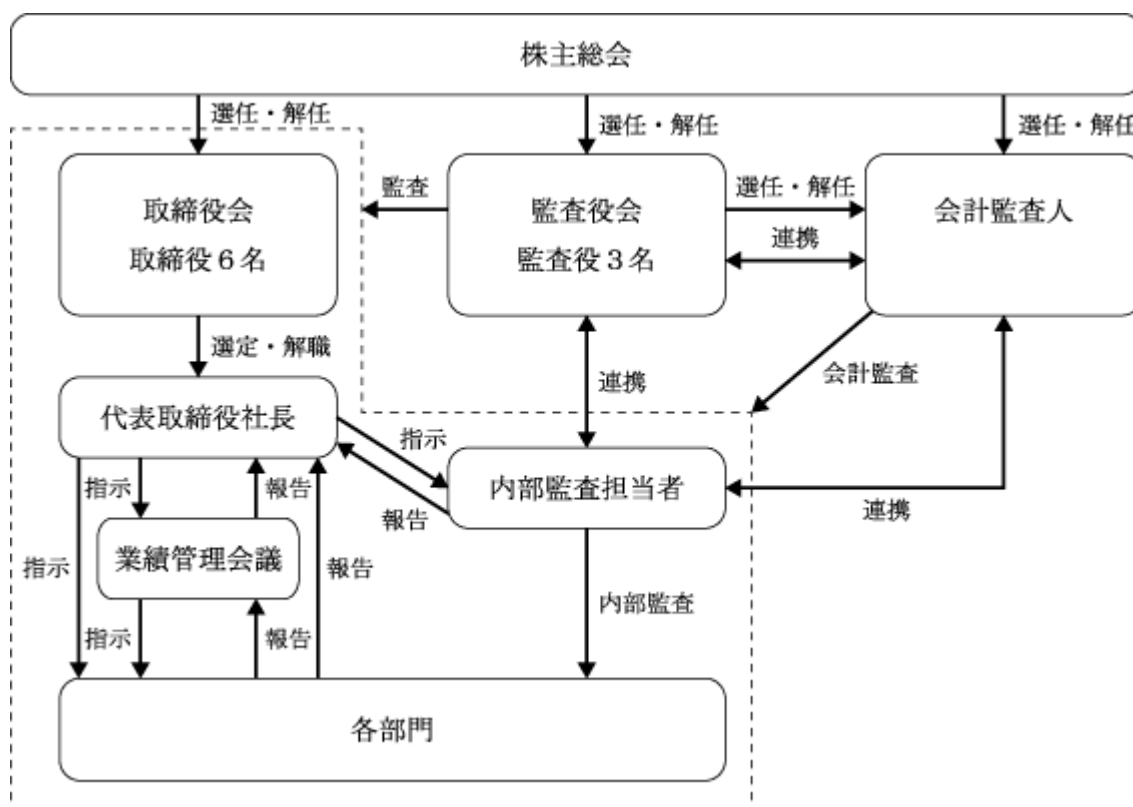 株主総会
選任・解任
選任・解任
選任・解任
取締役会
取締役6名
監査
監査役会
監査役3名
選任・解任
連携
会計監査人
選定・解職
連携
会計監査
代表取締役社長
指示
報告
内部監査担当者
連携
指示
報告
業績管理会議
指示
報告
内部監査
指示
報告
各部門